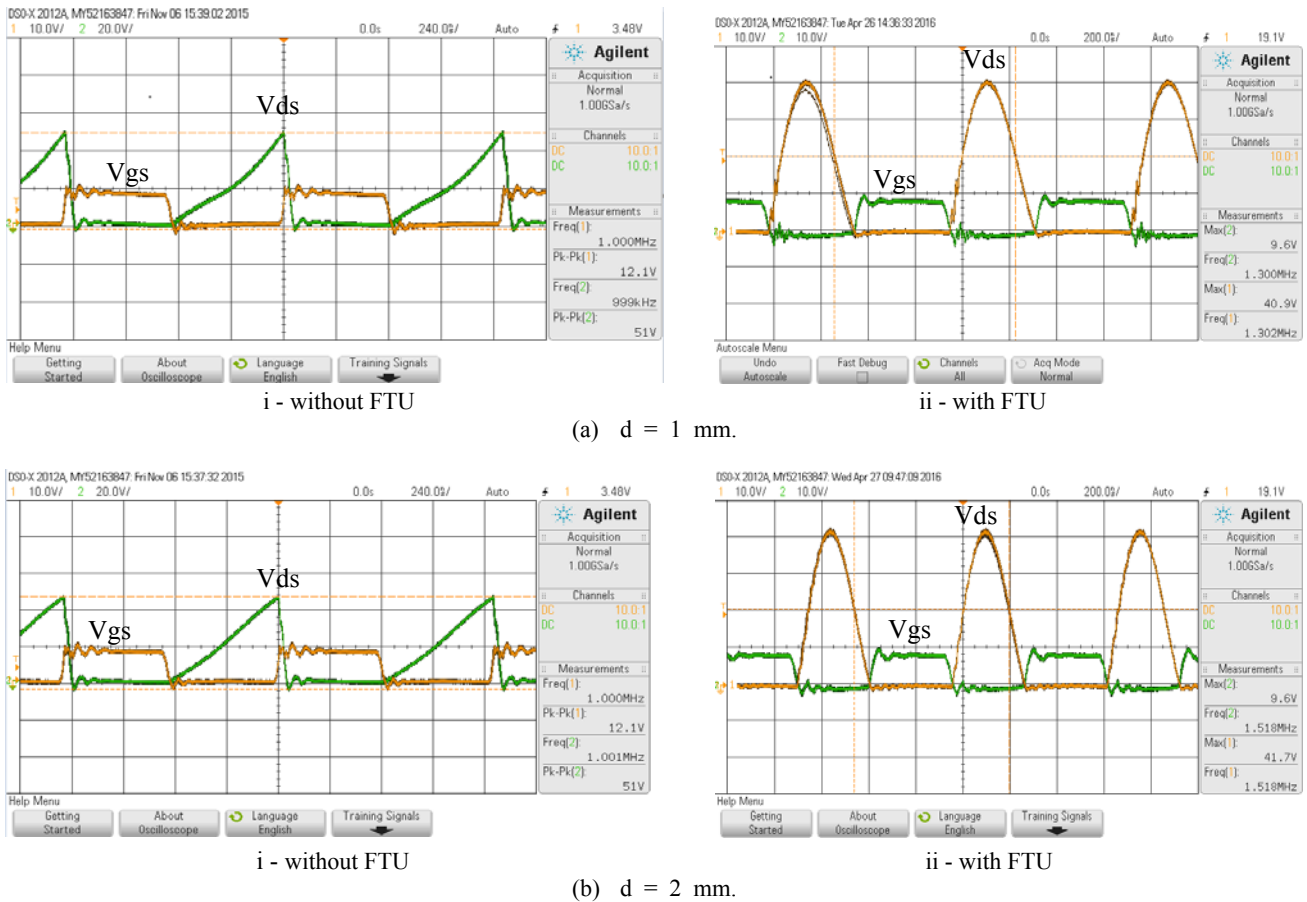 DSO-X 2012A, MY52163847: Fri Nov 06 15:39:02 2015
1 10.0V/ 2 20.0V/ 0.0s 240.0⅞/ Auto 1 3.48V
Agilent
Acquisition
Normal
1.00GSa/s
Channels
DC 10.0:1
DC 10.0:1
Measurements
Freq(1):
1.000MHz
Pk-Pk(1):
12.1V
Freq(2):
999kHz
Pk-Pk(2):
51V
Vds
Vgs
Help Menu
Getting Started
About Oscilloscope
Language English
Training Signals
i - without FTU
DSO-X 2012A, MY52163847: Tue Apr 26 14:36:33 2016
1 10.0V/ 2 10.0V/ 0.0s 200.0⅞/ Auto 1 19.1V
Agilent
Acquisition
Normal
1.00GSa/s
Channels
DC 10.0:1
DC 10.0:1
Measurements
Max(2):
9.6V
Freq(2):
1.300MHz
Max(1):
40.9V
Freq(1):
1.302MHz
Vds
Vgs
Autoscale Menu
Undo Autoscale
Fast Debug
Channels All
Acq Mode Normal
ii - with FTU
(a) d = 1 mm.
DSO-X 2012A, MY52163847: Fri Nov 06 15:37:32 2015
1 10.0V/ 2 20.0V/ 0.0s 240.0⅞/ Auto 1 3.48V
Agilent
Acquisition
Normal
1.00GSa/s
Channels
DC 10.0:1
DC 10.0:1
Measurements
Freq(1):
1.000MHz
Pk-Pk(1):
12.1V
Freq(2):
1.001MHz
Pk-Pk(2):
51V
Vds
Vgs
Help Menu
Getting Started
About Oscilloscope
Language English
Training Signals
i - without FTU
DSO-X 2012A, MY52163847: Wed Apr 27 09:47:09 2016
1 10.0V/ 2 10.0V/ 0.0s 200.0⅞/ Auto 1 19.1V
Agilent
Acquisition
Normal
1.00GSa/s
Channels
DC 10.0:1
DC 10.0:1
Measurements
Max(2):
9.6V
Freq(2):
1.518MHz
Max(1):
41.7V
Freq(1):
1.518MHz
Vds
Vgs
Help Menu
Getting Started
About Oscilloscope
Language English
Training Signals
ii - with FTU
(b) d = 2 mm.